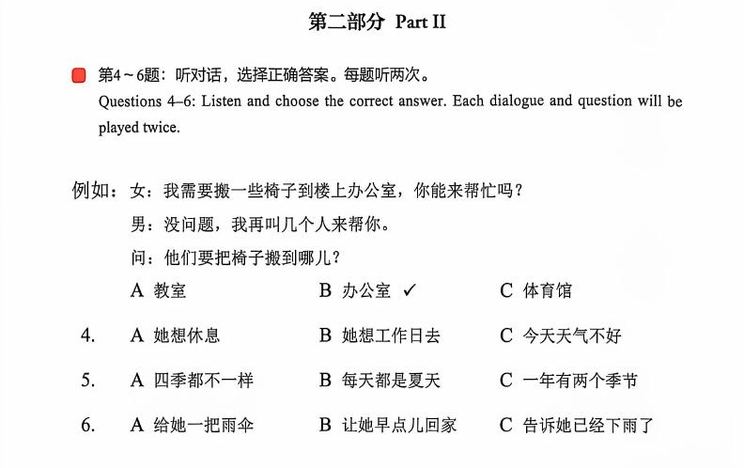 第二部分 Part II
第4~6题：听对话，选择正确答案。每题听两次。
Questions 4–6: Listen and choose the correct answer. Each dialogue and question will be
played twice.
例如：女：我需要搬一些椅子到楼上办公室，你能来帮忙吗？
男：没问题，我再叫几个人来帮你。
问：他们要把椅子搬到哪儿？
A 教室 B 办公室 ✓ C 体育馆
4. A 她想休息 B 她想工作日去 C 今天天气不好
5. A 四季都不一样 B 每天都是夏天 C 一年有两个季节
6. A 给她一把雨伞 B 让她早点儿回家 C 告诉她已经下雨了